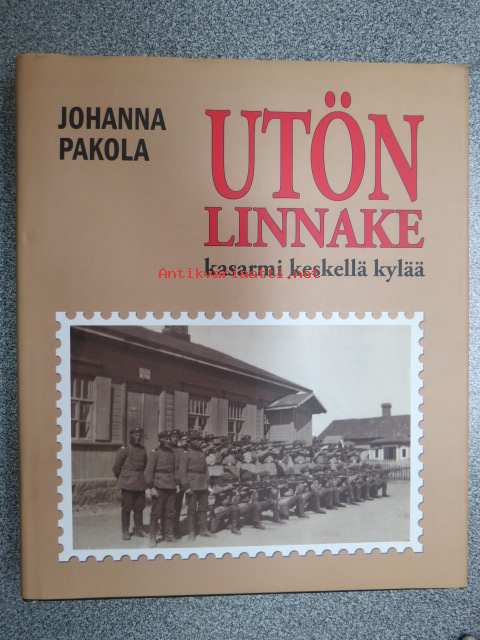 JOHANNA
PAKOLA
UTÖN
LINNAKE
kasarmi keskellä kylää
Antikvariaatti.net